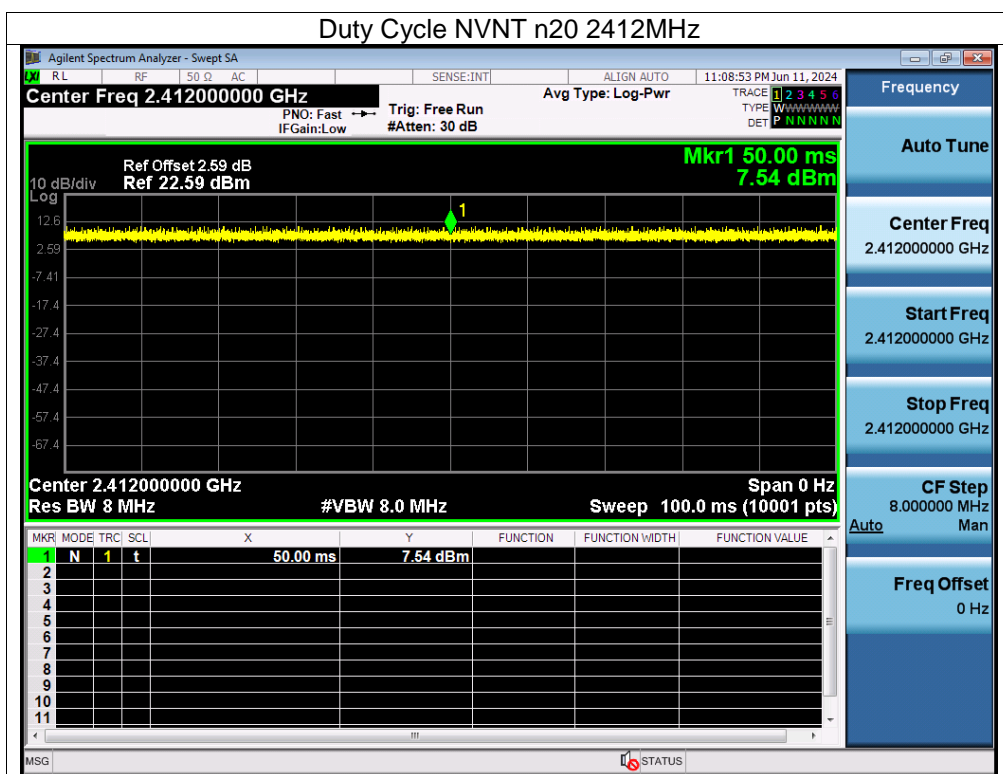 Duty Cycle NVNT n20 2412MHz
Agilent Spectrum Analyzer - Swept SA
LXI RL RF 50 Ω AC SENSE:INT ALIGN AUTO 11:08:53 PM Jun 11, 2024
Center Freq 2.412000000 GHz
PNO: Fast
IFGain:Low
Trig: Free Run
#Atten: 30 dB
Avg Type: Log-Pwr
TRACE 1 2 3 4 5 6
TYPE WWWWWW
DET P N N N N N
Mkr1 50.00 ms
7.54 dBm
Ref Offset 2.59 dB
10 dB/div Ref 22.59 dBm
Log
1
12.6
2.59
-7.41
-17.4
-27.4
-37.4
-47.4
-57.4
-67.4
Center 2.412000000 GHz Span 0 Hz
Res BW 8 MHz #VBW 8.0 MHz Sweep 100.0 ms (10001 pts)
MKR MODE TRC SCL X Y FUNCTION FUNCTION WIDTH FUNCTION VALUE
1 N 1 t 50.00 ms 7.54 dBm
2
3
4
5
6
7
8
9
10
11
MSG STATUS
Frequency
Auto Tune
Center Freq
2.412000000 GHz
Start Freq
2.412000000 GHz
Stop Freq
2.412000000 GHz
CF Step
8.000000 MHz
Auto Man
Freq Offset
0 Hz